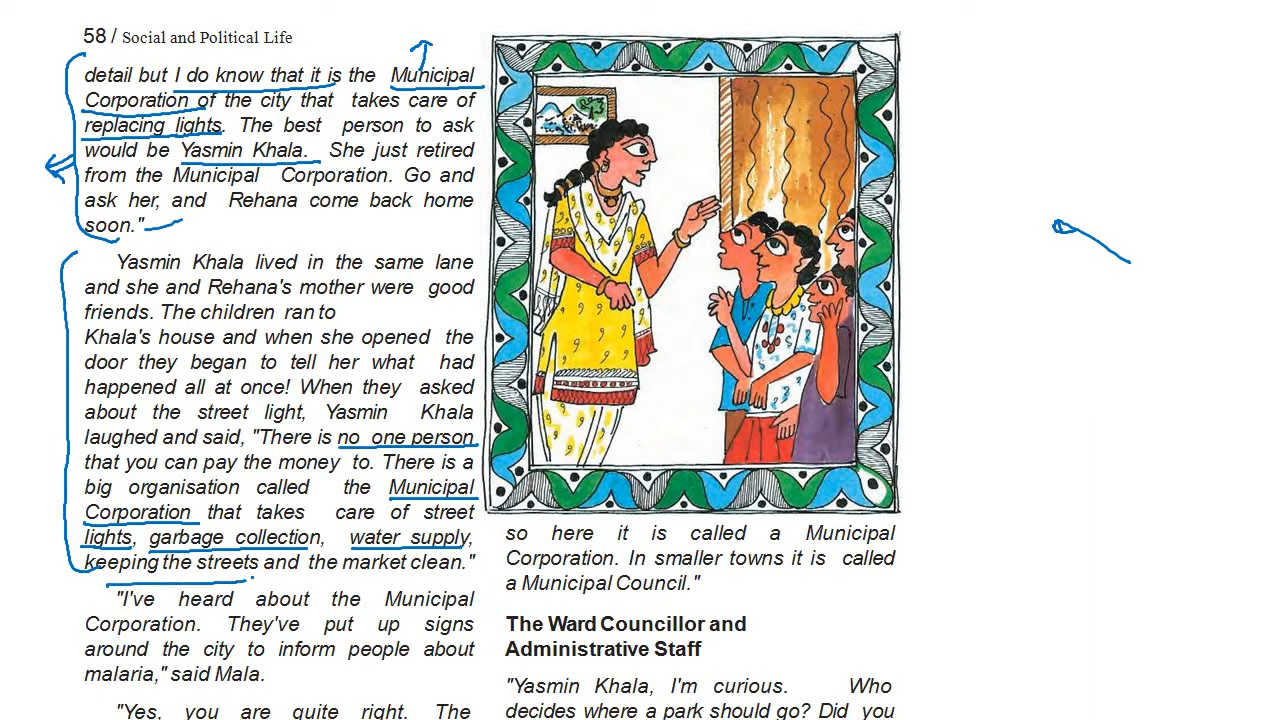 58 / Social and Political Life
detail but I do know that it is the Municipal
Corporation of the city that takes care of
replacing lights. The best person to ask
would be Yasmin Khala. She just retired
from the Municipal Corporation. Go and
ask her, and Rehana come back home
soon."
Yasmin Khala lived in the same lane
and she and Rehana's mother were good
friends. The children ran to
Khala's house and when she opened the
door they began to tell her what had
happened all at once! When they asked
about the street light, Yasmin Khala
laughed and said, "There is no one person
that you can pay the money to. There is a
big organisation called the Municipal
Corporation that takes care of street
lights, garbage collection, water supply,
keeping the streets and the market clean."
"I've heard about the Municipal
Corporation. They've put up signs
around the city to inform people about
malaria," said Mala.
"Yes, you are quite right. The
so here it is called a Municipal
Corporation. In smaller towns it is called
a Municipal Council."
The Ward Councillor and
Administrative Staff
"Yasmin Khala, I'm curious. Who
decides where a park should go? Did you